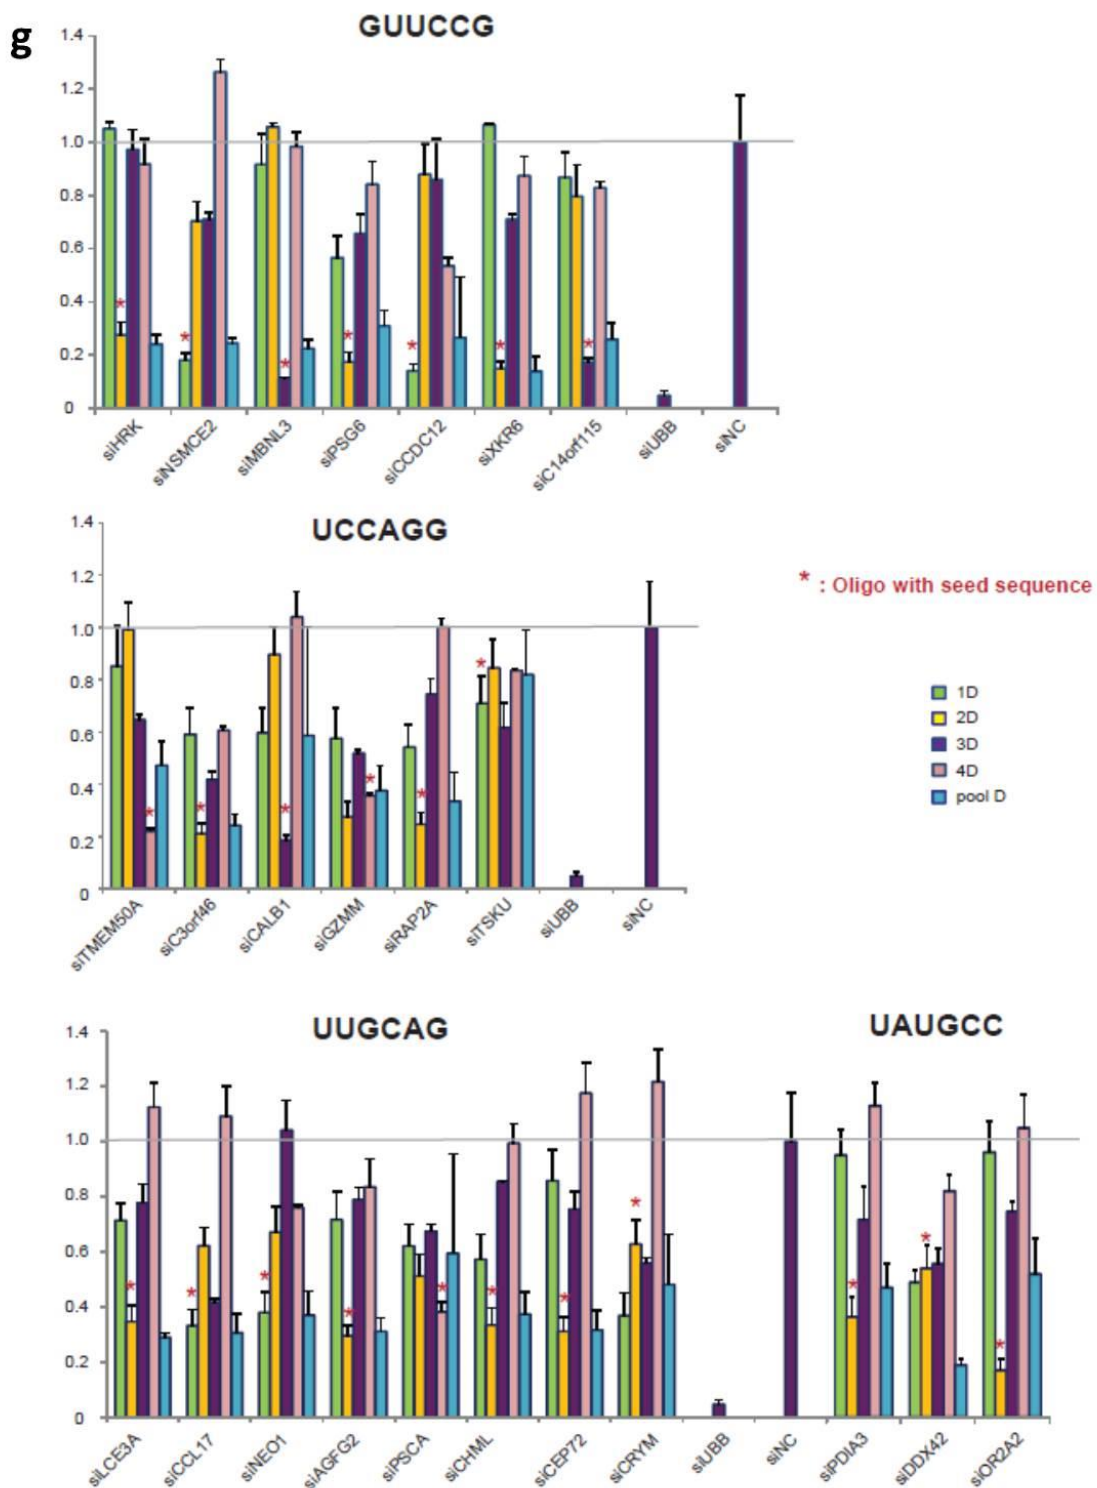 g
GUUCCG
1.4
1.2
1.0
0.8
0.6
0.4
0.2
0
*
*
*
*
*
*
*
siHRK
siNSMCE2
siMBNL3
siPSG6
siCCDC12
siXKR6
siC14orf115
siUBB
siNC
UCCAGG
1.4
1.2
1.0
0.8
0.6
0.4
0.2
0
*
*
*
*
*
*
siTMEM50A
siC3orf46
siCALB1
siGZMM
siRAP2A
siTSKU
siUBB
siNC
* : Oligo with seed sequence
1D
2D
3D
4D
pool D
UUGCAG
UAUGCC
1.4
1.2
1.0
0.8
0.6
0.4
0.2
0
*
*
*
*
*
*
*
*
*
*
*
siLCE3A
siCCL17
siNEO1
siAGFG2
siPSCA
siCHML
siCEP72
siCRYM
siUBB
siNC
siPDIA3
siDDX42
siOR2A2